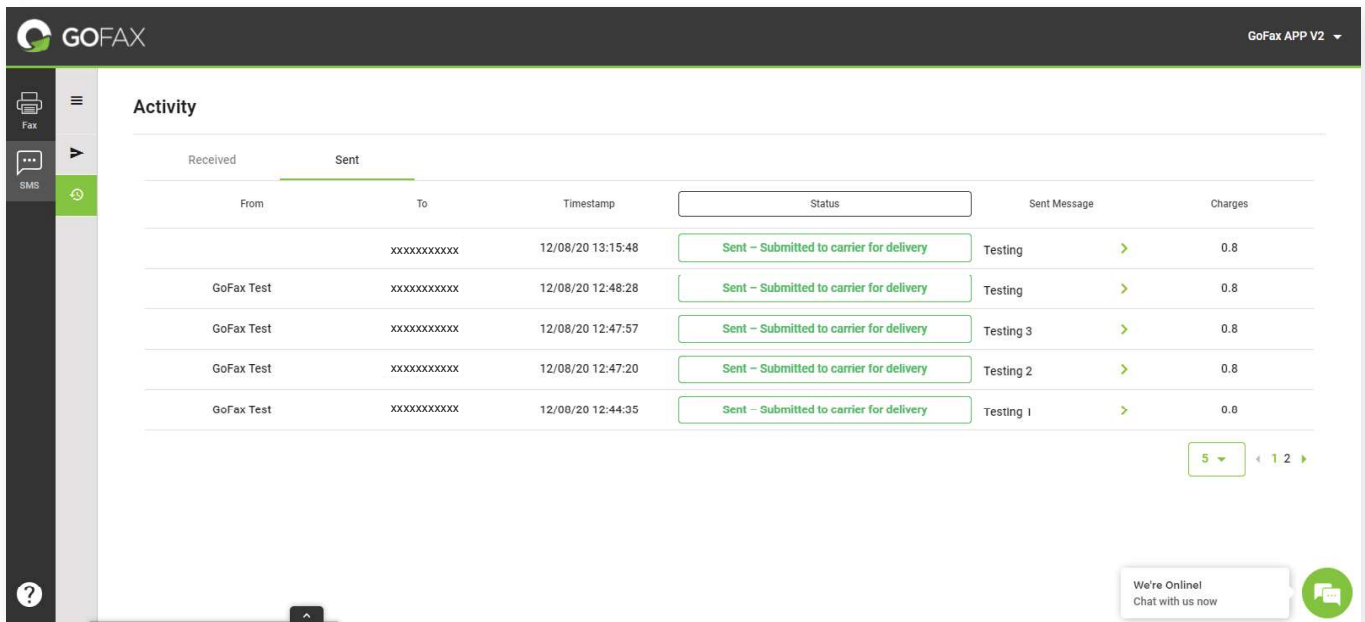 GOFAX
GoFax APP V2
Fax
SMS
Activity
Received Sent
From To Timestamp Status Sent Message Charges
xxxxxxxxxxx 12/08/20 13:15:48 Sent – Submitted to carrier for delivery Testing 0.8
GoFax Test xxxxxxxxxxx 12/08/20 12:48:28 Sent – Submitted to carrier for delivery Testing 0.8
GoFax Test xxxxxxxxxxx 12/08/20 12:47:57 Sent – Submitted to carrier for delivery Testing 3 0.8
GoFax Test xxxxxxxxxxx 12/08/20 12:47:20 Sent – Submitted to carrier for delivery Testing 2 0.8
GoFax Test xxxxxxxxxxx 12/08/20 12:44:35 Sent – Submitted to carrier for delivery Testing 1 0.8
5 1 2
We're Online!
Chat with us now
?